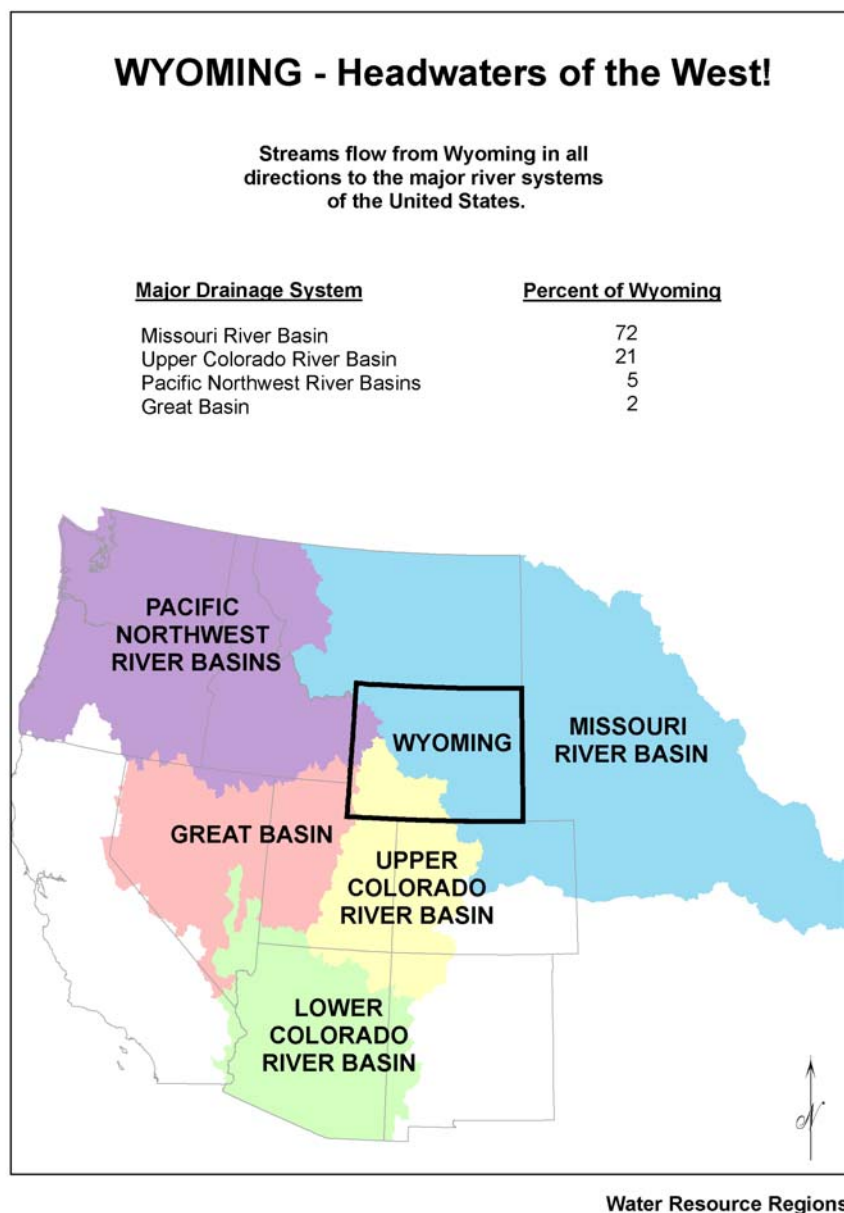 WYOMING - Headwaters of the West!
Streams flow from Wyoming in all
directions to the major river systems
of the United States.
Major Drainage System Percent of Wyoming
Missouri River Basin 72
Upper Colorado River Basin 21
Pacific Northwest River Basins 5
Great Basin 2
PACIFIC
NORTHWEST
RIVER BASINS
WYOMING
MISSOURI
RIVER BASIN
GREAT BASIN
UPPER
COLORADO
RIVER BASIN
LOWER
COLORADO
RIVER BASIN
N
Water Resource Regions